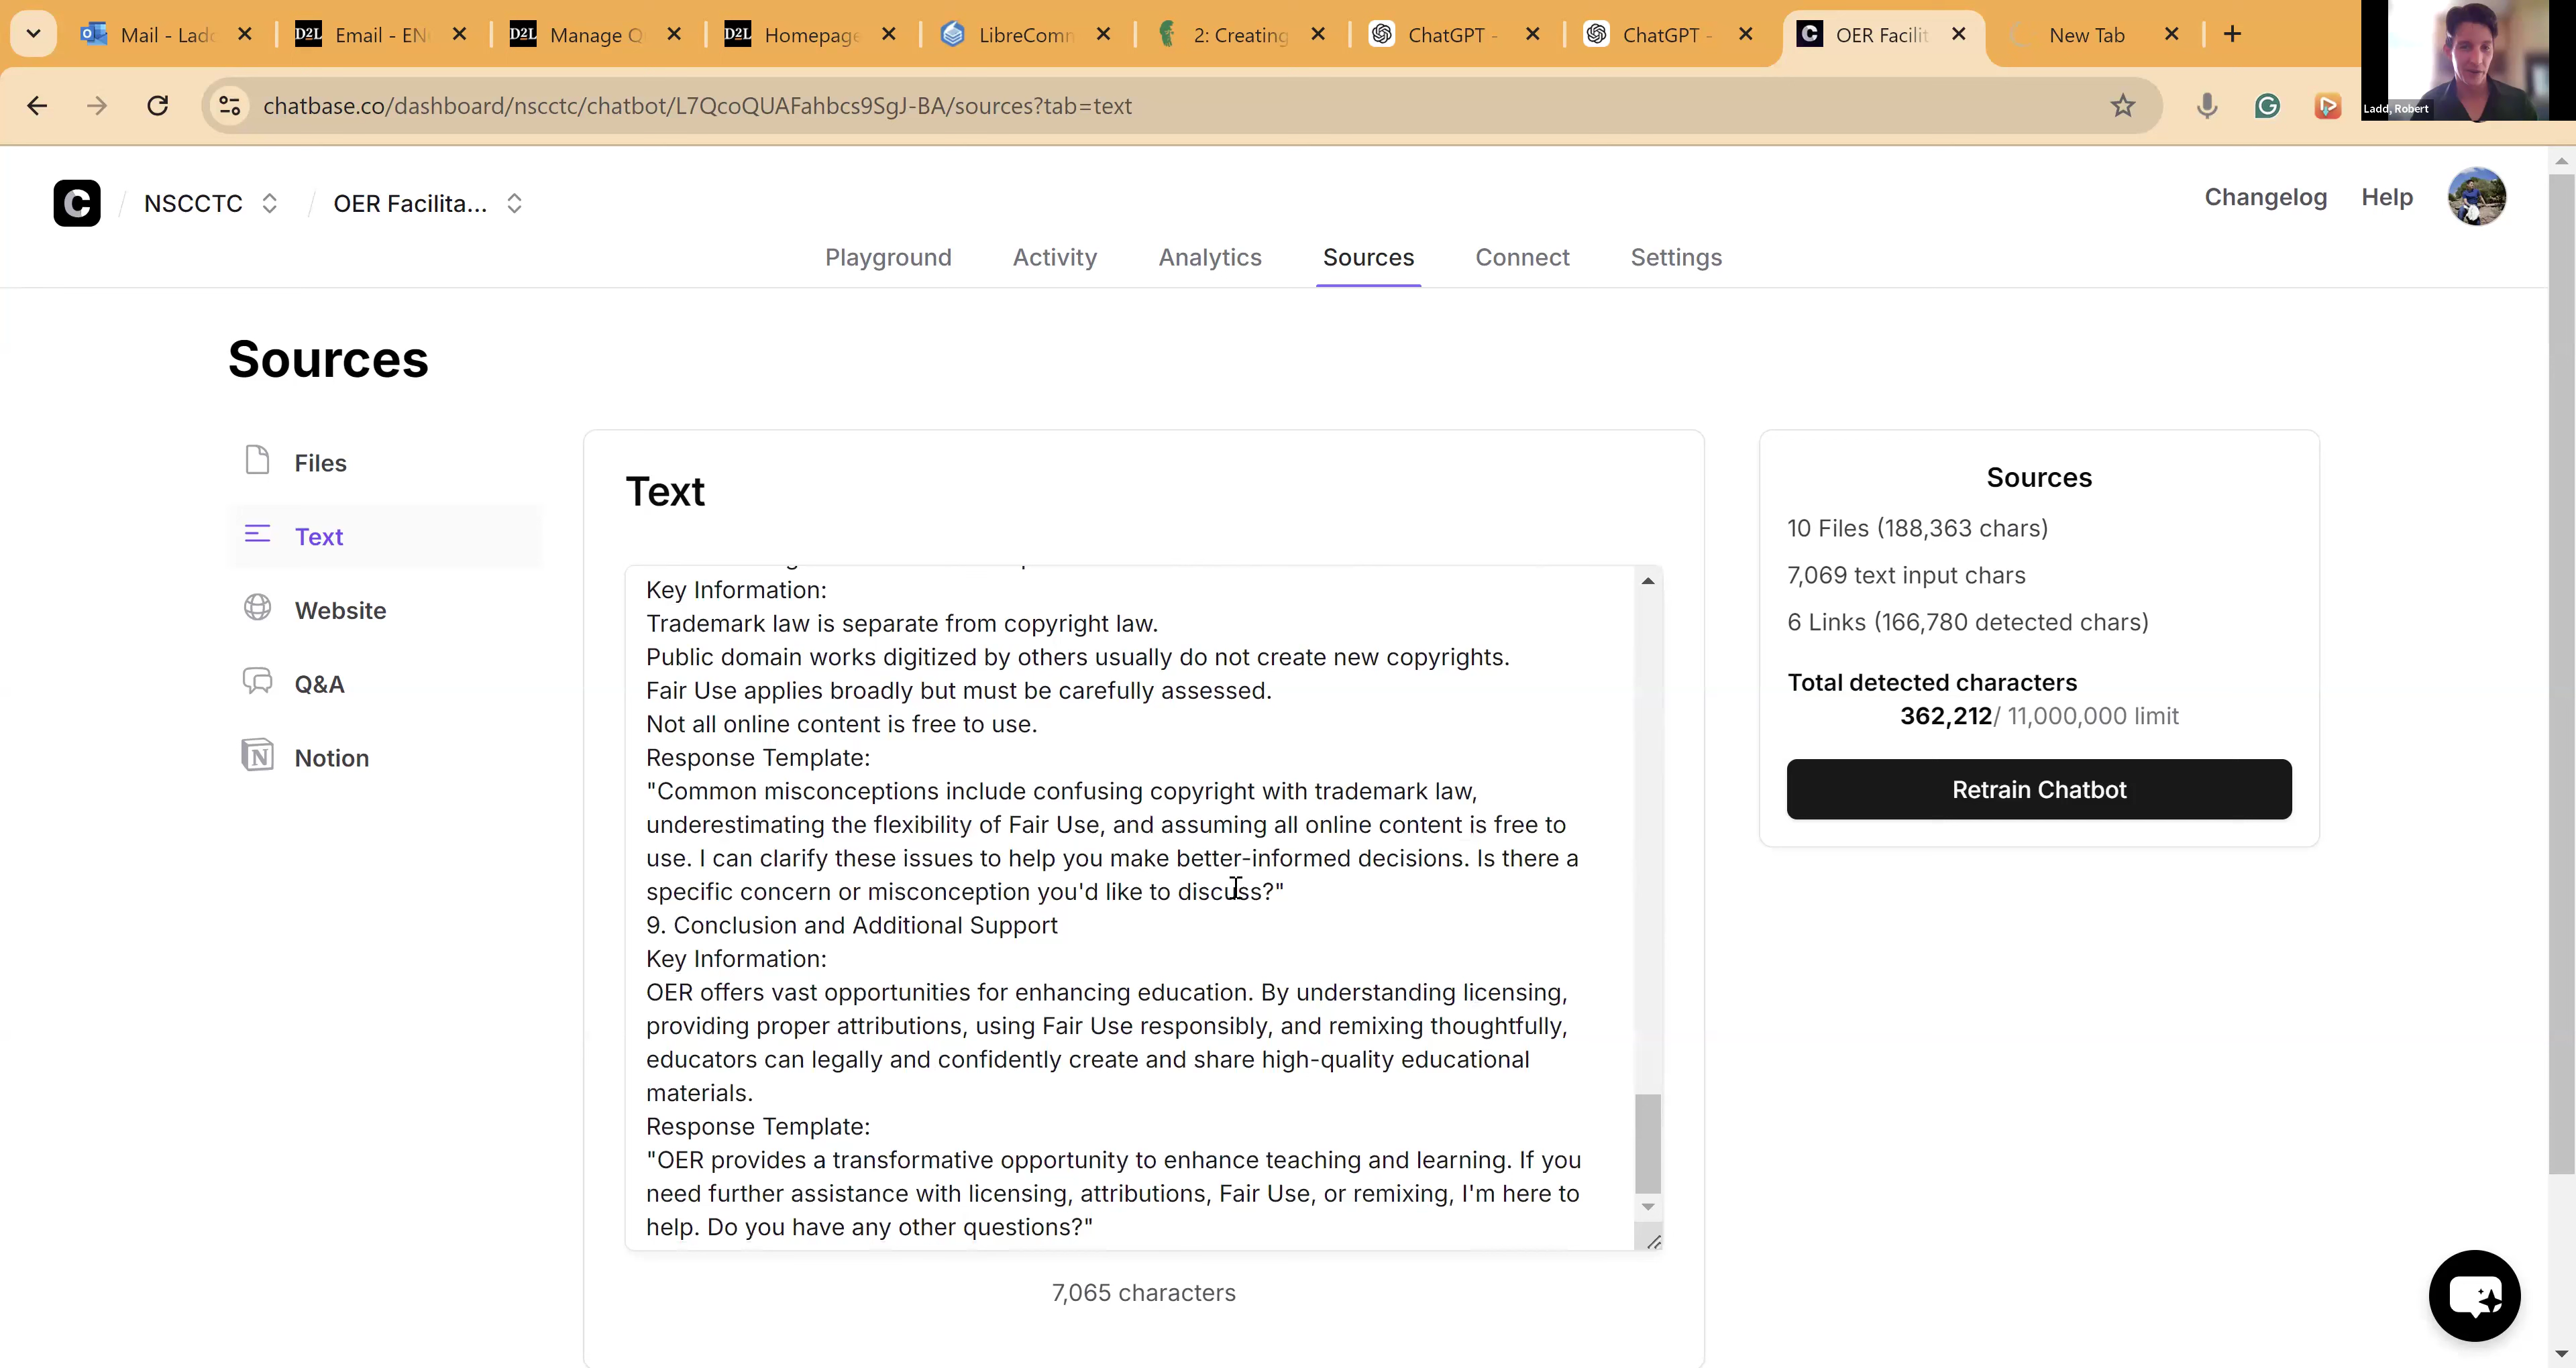 Mail - Lad
D2L Email - EN
D2L Manage Q
D2L Homepage
LibreComm
2: Creating
ChatGPT -
ChatGPT -
OER Facilit
New Tab
chatbase.co/dashboard/nscctc/chatbot/L7QcoQUAFahbcs9SgJ-BA/sources?tab=text
Ladd, Robert
C / NSCCTC / OER Facilita...
Changelog Help
Playground Activity Analytics Sources Connect Settings
Sources
Files
Text
Website
Q&A
Notion
Text
Key Information:
Trademark law is separate from copyright law.
Public domain works digitized by others usually do not create new copyrights.
Fair Use applies broadly but must be carefully assessed.
Not all online content is free to use.
Response Template:
"Common misconceptions include confusing copyright with trademark law,
underestimating the flexibility of Fair Use, and assuming all online content is free to
use. I can clarify these issues to help you make better-informed decisions. Is there a
specific concern or misconception you'd like to discuss?"
9. Conclusion and Additional Support
Key Information:
OER offers vast opportunities for enhancing education. By understanding licensing,
providing proper attributions, using Fair Use responsibly, and remixing thoughtfully,
educators can legally and confidently create and share high-quality educational
materials.
Response Template:
"OER provides a transformative opportunity to enhance teaching and learning. If you
need further assistance with licensing, attributions, Fair Use, or remixing, I'm here to
help. Do you have any other questions?"
7,065 characters
Sources
10 Files (188,363 chars)
7,069 text input chars
6 Links (166,780 detected chars)
Total detected characters
362,212/ 11,000,000 limit
Retrain Chatbot